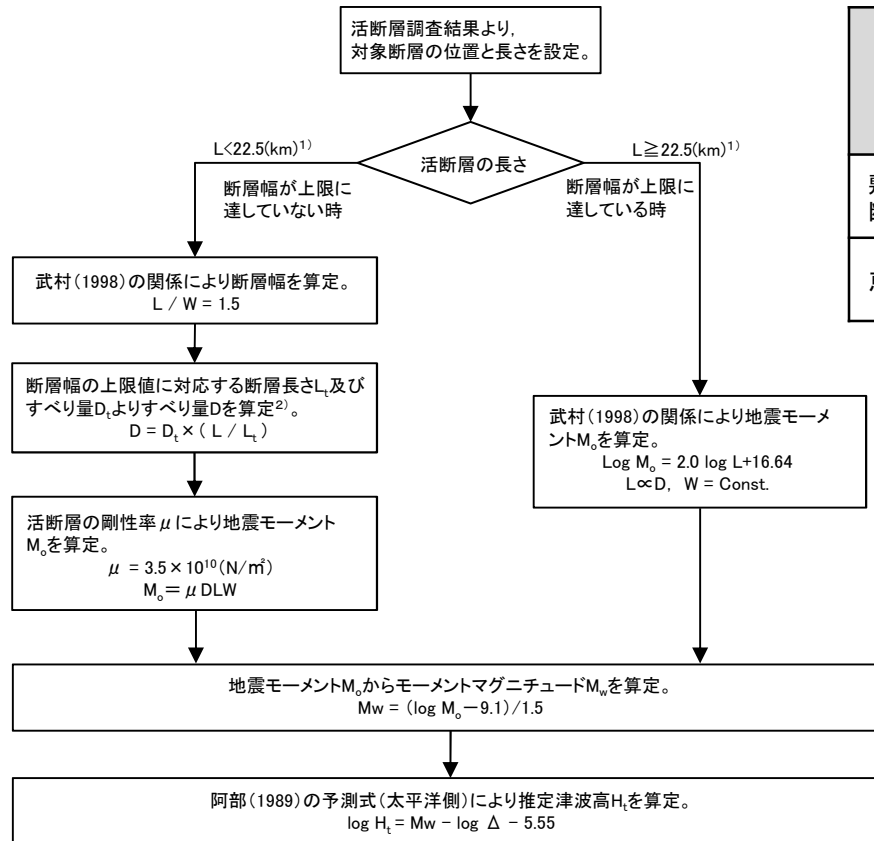 活断層調査結果より,
対象断層の位置と長さを設定。
L<22.5(km)¹⁾
活断層の長さ
L≧22.5(km)¹⁾
断層幅が上限に
達していない時
断層幅が上限に
達している時
武村(1998)の関係により断層幅を算定。
L / W = 1.5
断層幅の上限値に対応する断層長さLₜ及び
すべり量Dₜよりすべり量Dを算定²⁾。
D = Dₜ × ( L / Lₜ )
活断層の剛性率μにより地震モーメント
Mₒを算定。
μ = 3.5 × 10¹⁰(N/㎡)
Mₒ= μ DLW
武村(1998)の関係により地震モーメ
ントMₒを算定。
Log Mₒ = 2.0 log L+16.64
L∝D, W = Const.
地震モーメントMₒからモーメントマグニチュードM_wを算定。
Mw = (log Mₒ-9.1)/1.5
阿部(1989)の予測式(太平洋側)により推定津波高Hₜを算定。
log Hₜ = Mw - log Δ - 5.55